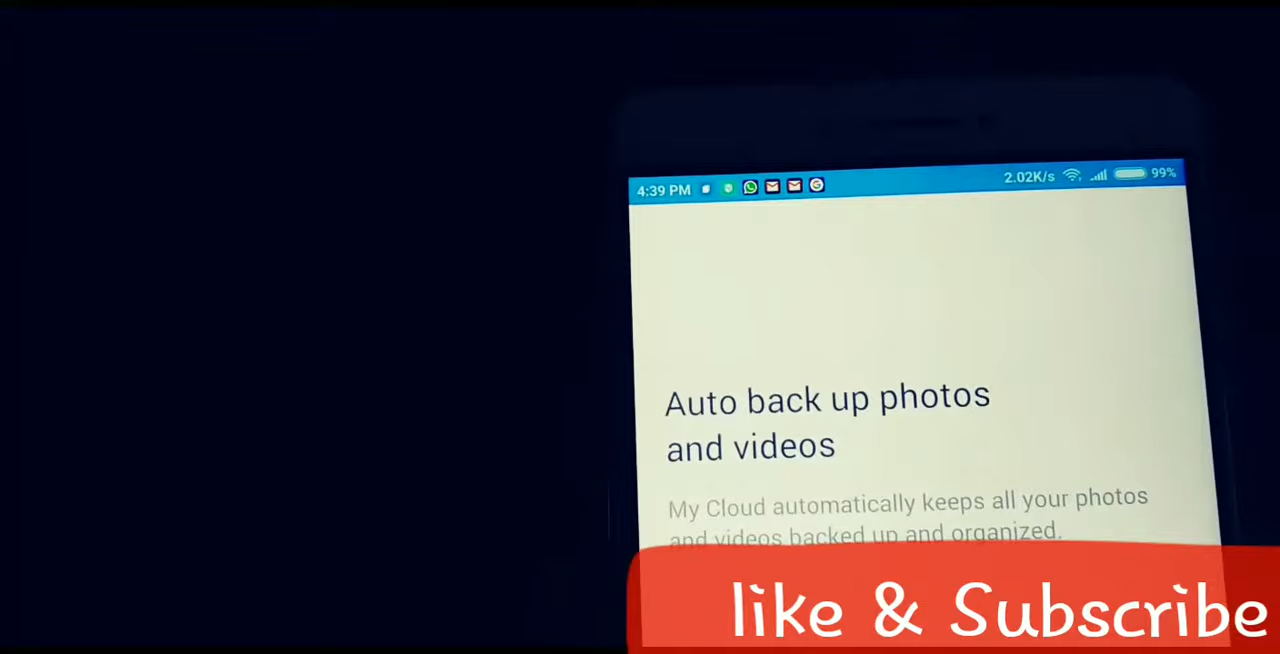 4:39 PM 2.02K/s 99%
Auto back up photos
and videos
My Cloud automatically keeps all your photos
and videos backed up and organized.
like & Subscribe